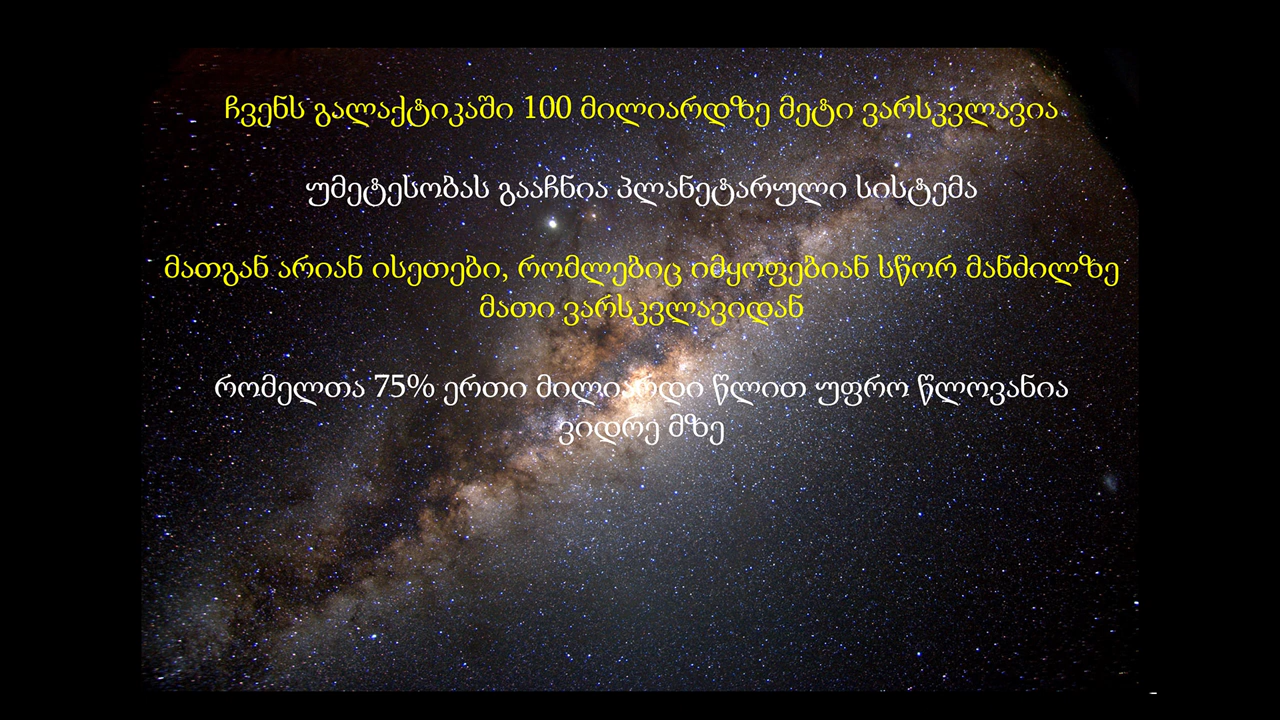 ჩვენს გალაქტიკაში 100 მილიარდზე მეტი ვარსკვლავია
უმეტესობას გააჩნია პლანეტარული სისტემა
მათგან არიან ისეთები, რომლებიც იმყოფებიან სწორ მანძილზე
მათი ვარსკვლავიდან
რომელთა 75% ერთი მილიარდი წლით უფრო წლოვანია
ვიდრე მზე